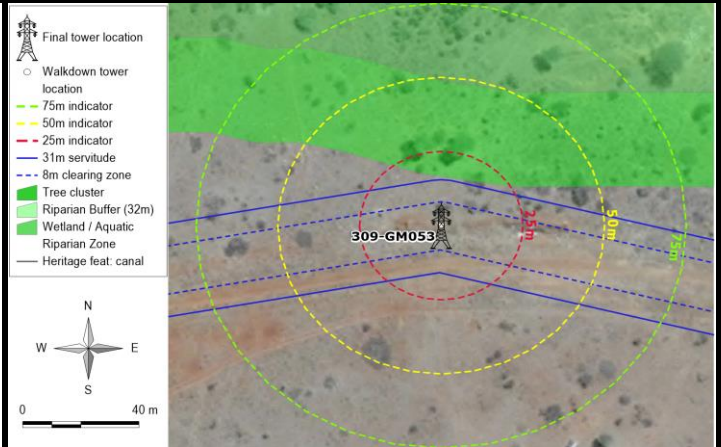 Final tower location
Walkdown tower
location
75m indicator
50m indicator
25m indicator
31m servitude
8m clearing zone
Tree cluster
Riparian Buffer (32m)
Wetland / Aquatic
Riparian Zone
Heritage feat: canal
N
W E
S
0 40 m
309-GM053
25m
50m
75m